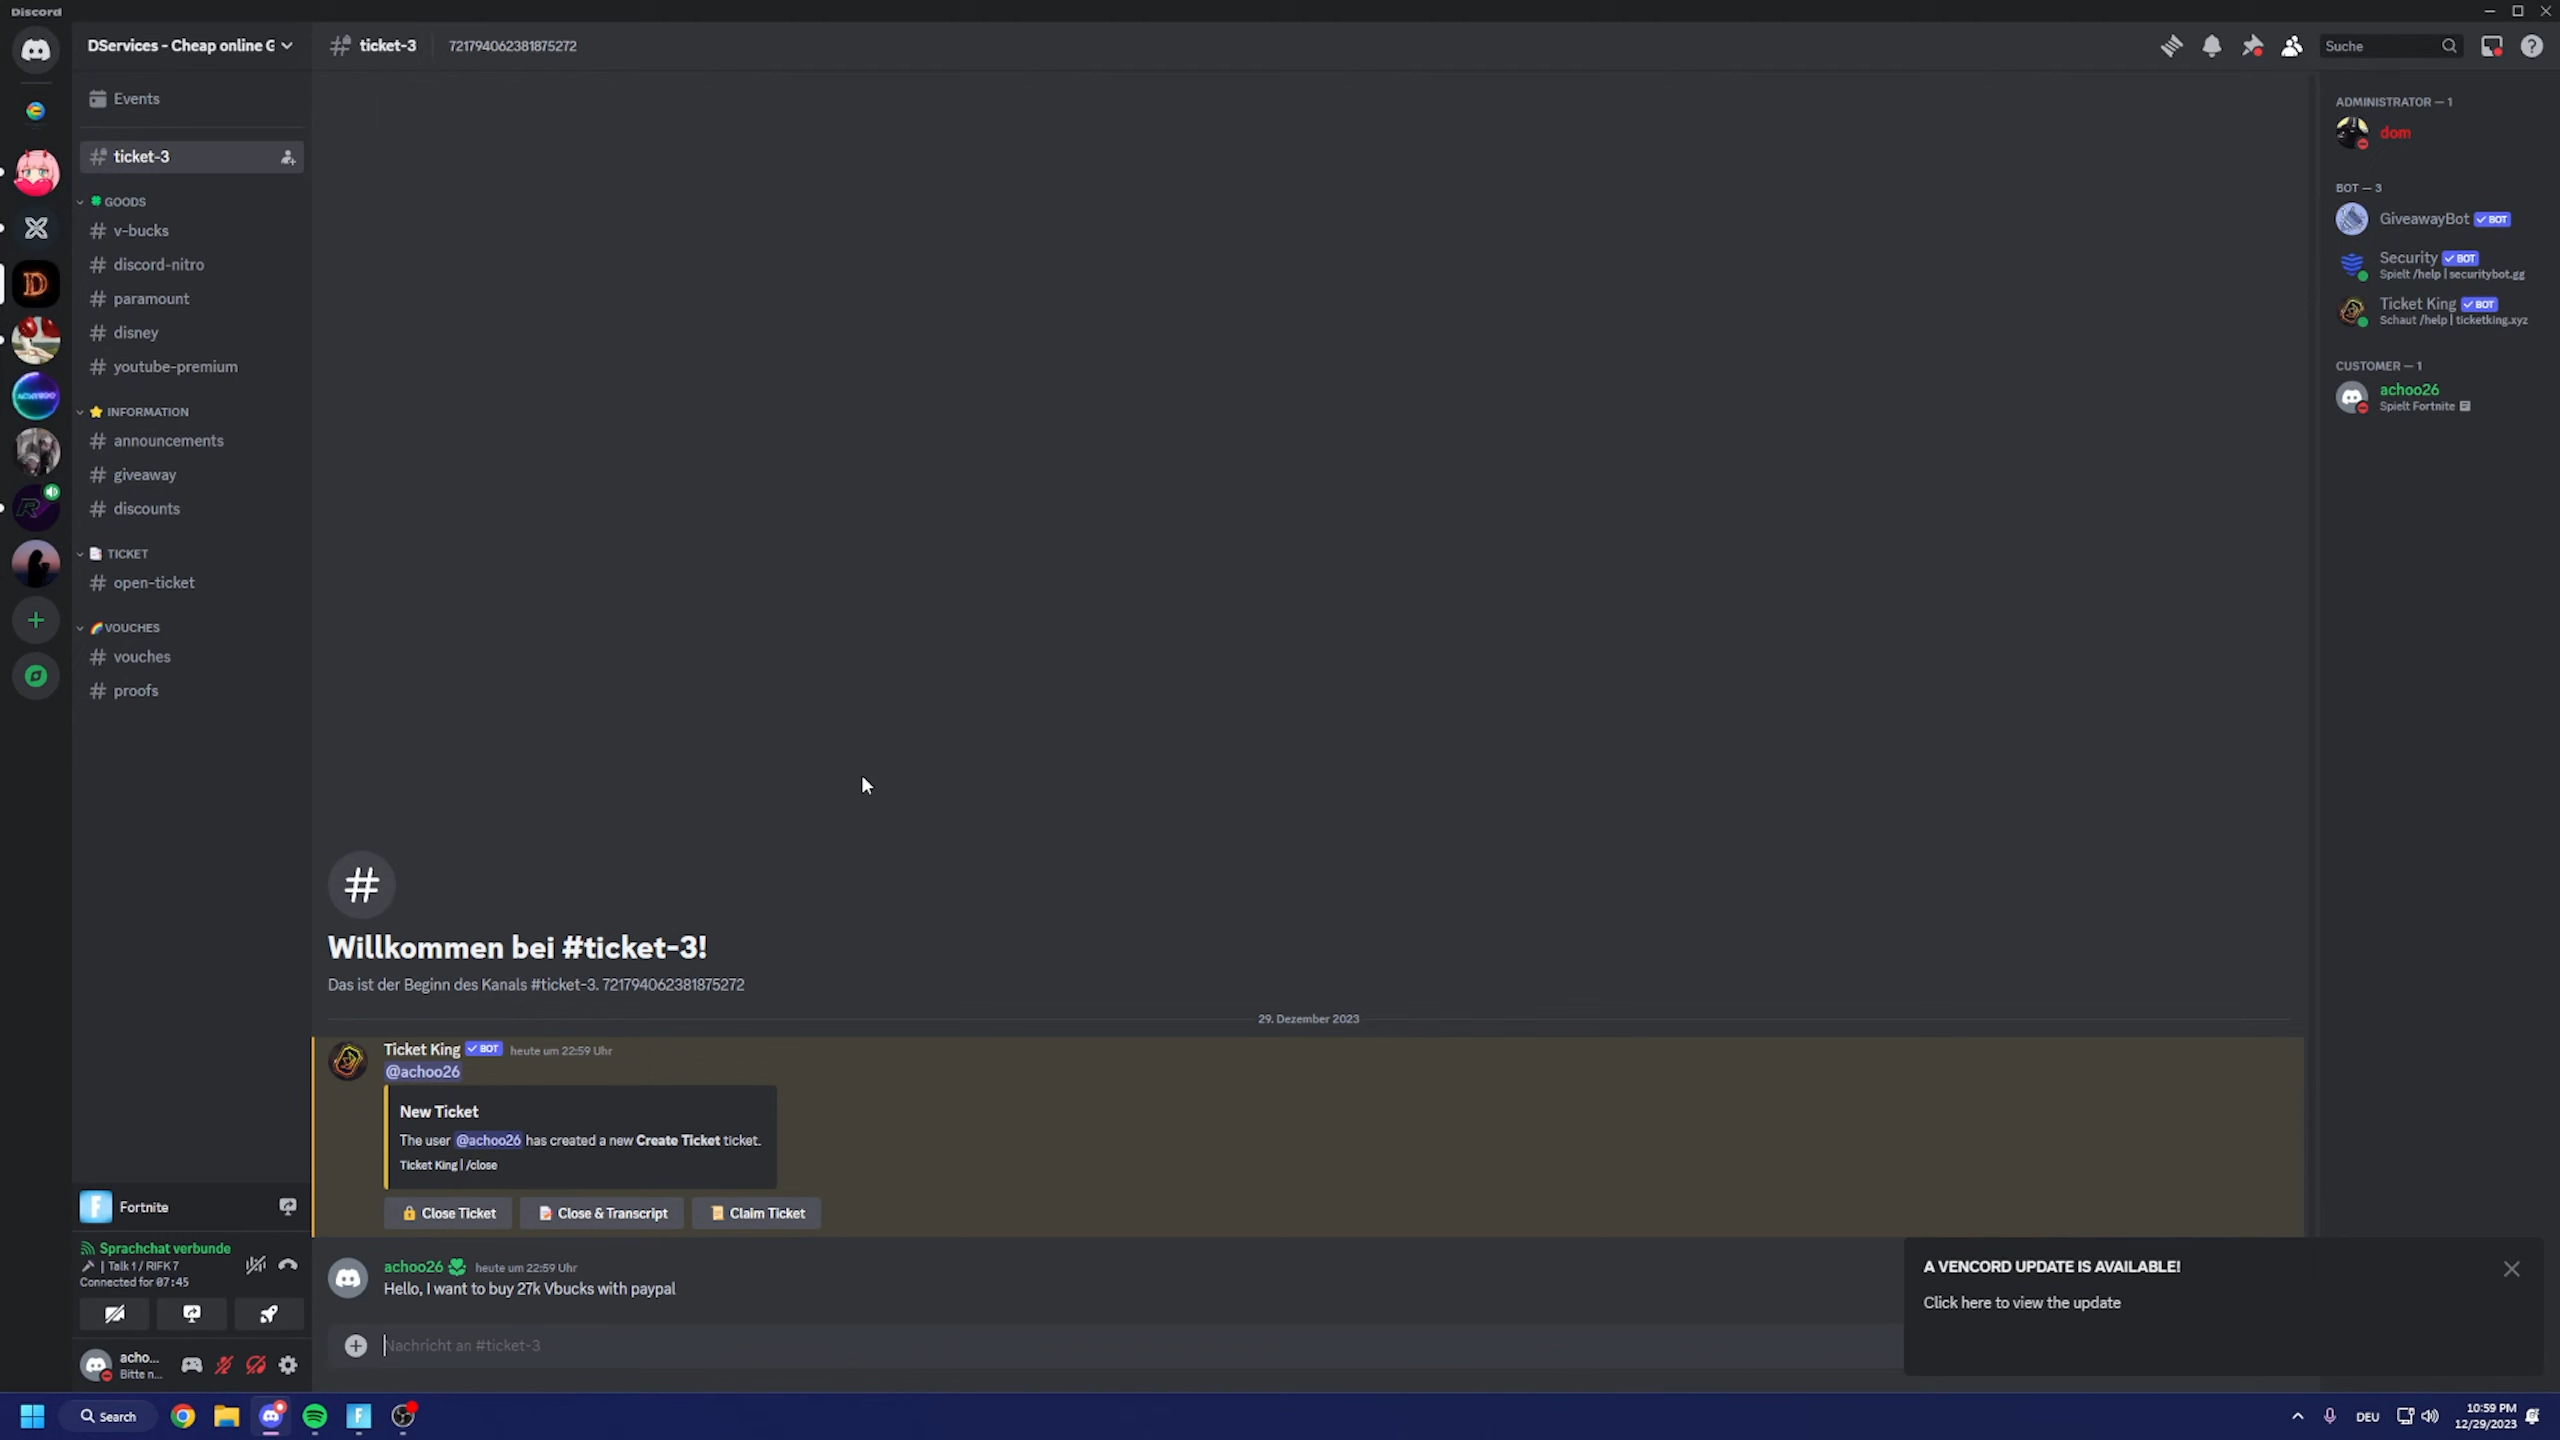 Discord
DServices - Cheap online G
ticket-3
721794062381875272
Suche
Events
ticket-3
GOODS
v-bucks
discord-nitro
paramount
disney
youtube-premium
INFORMATION
announcements
giveaway
discounts
TICKET
open-ticket
VOUCHES
vouches
proofs
Fortnite
Sprachchat verbunde
| Talk 1 / RIFK 7
Connected for 07:45
acho...
Bitte n...
Willkommen bei #ticket-3!
Das ist der Beginn des Kanals #ticket-3. 721794062381875272
29. Dezember 2023
Ticket King BOT heute um 22:59 Uhr
@achoo26
New Ticket
The user @achoo26 has created a new Create Ticket ticket.
Ticket King | /close
Close Ticket
Close & Transcript
Claim Ticket
achoo26 heute um 22:59 Uhr
Hello, I want to buy 27k Vbucks with paypal
Nachricht an #ticket-3
ADMINISTRATOR — 1
dom
BOT — 3
GiveawayBot BOT
Security BOT
Spielt /help | securitybot.gg
Ticket King BOT
Schaut /help | ticketking.xyz
CUSTOMER — 1
achoo26
Spielt Fortnite
A VENCORD UPDATE IS AVAILABLE!
Click here to view the update
Search
DEU
10:59 PM
12/29/2023